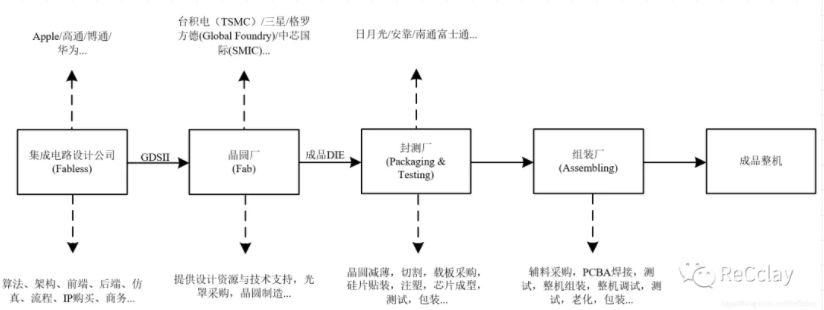 Apple/高通/博通/
华为...
台积电（TSMC）/三星/格罗
方德(Global Foundry)/中芯国
际(SMIC)...
日月光/安靠/南通富士通...
集成电路设计公司
(Fabless)
GDSII
晶圆厂
(Fab)
成品DIE
封测厂
(Packaging &
Testing)
组装厂
(Assembling)
成品整机
算法、架构、前端、后端、仿
真、流程、IP购买、商务...
提供设计资源与技术支持，光
罩采购，晶圆制造...
晶圆减薄，切割，载板采购，
硅片贴装，注塑，芯片成型，
测试，包装...
辅料采购，PCBA焊接，测
试，整机组装，整机调试，测
试，老化，包装...
ReCclay